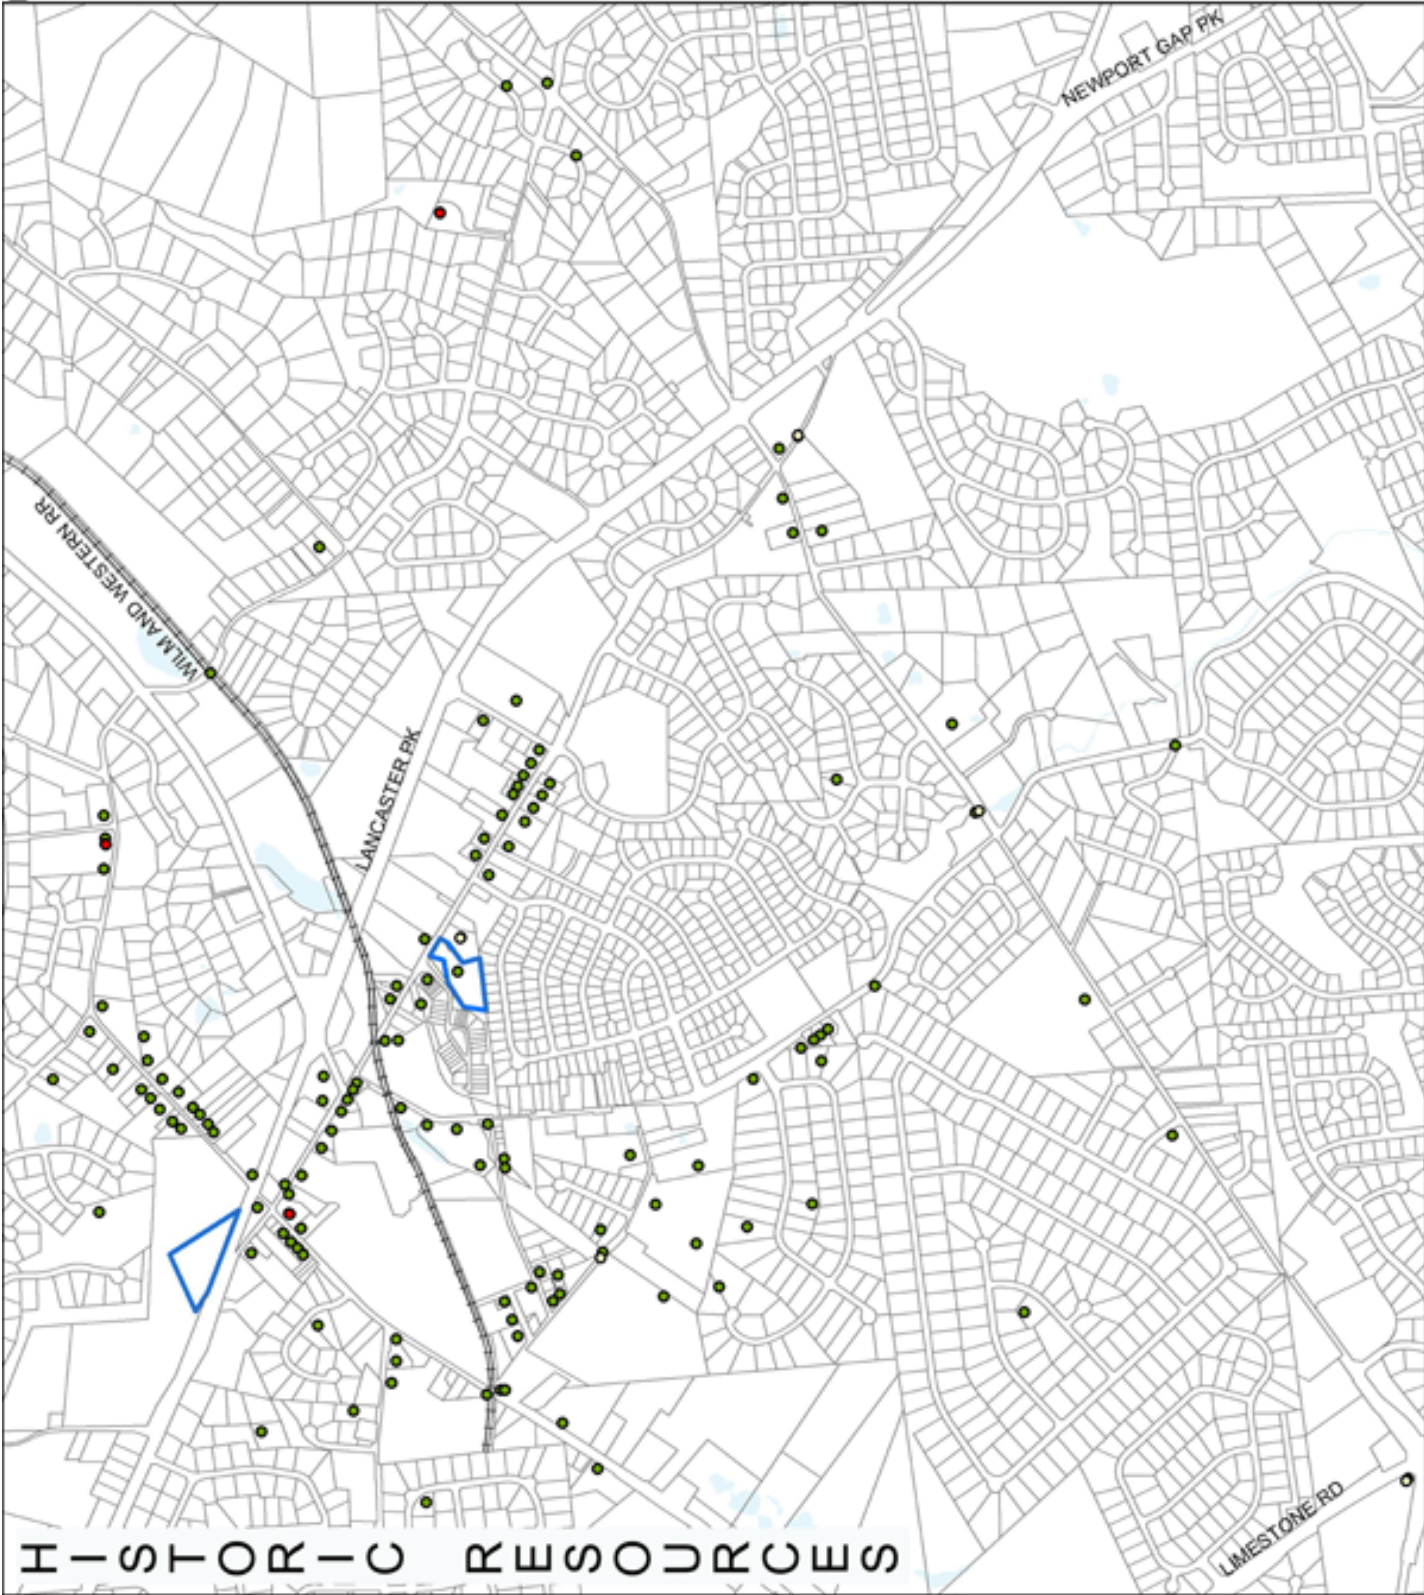 HISTORIC RESOURCES
NEWPORT GAP PK
WILM AND WESTERN RR
LANCASTER PK
LIMESTONE RD